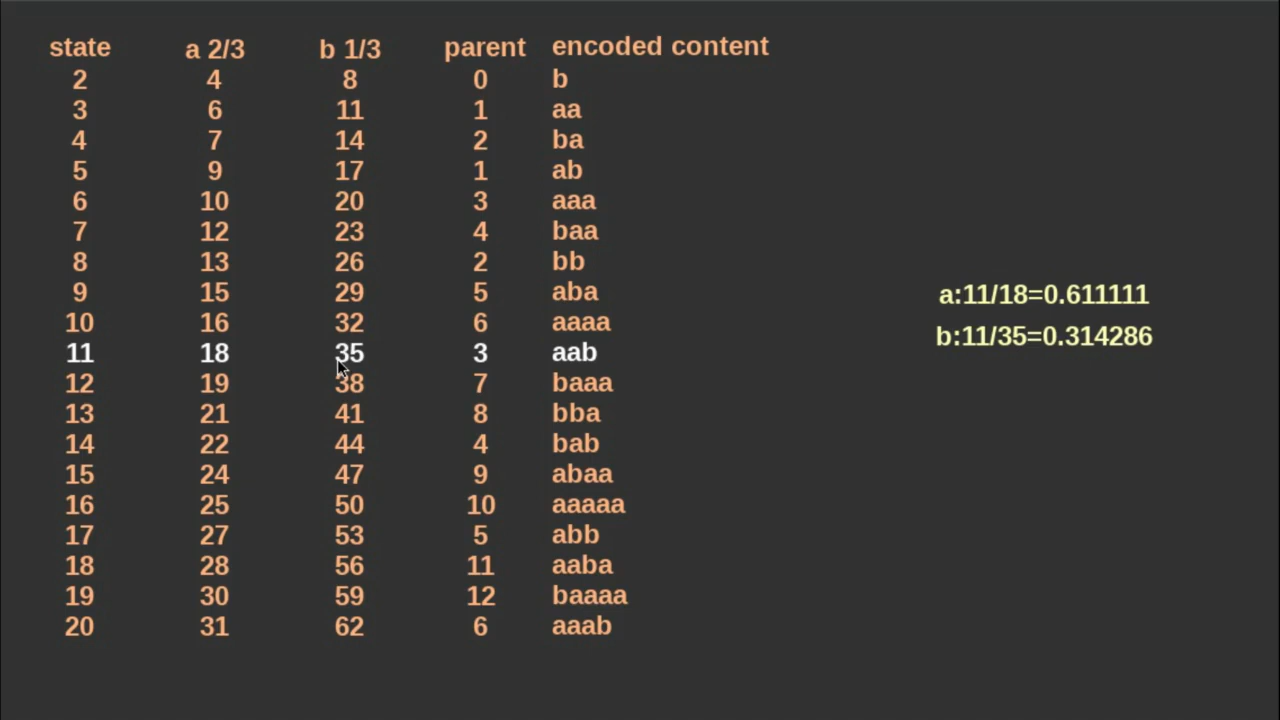 state a 2/3 b 1/3 parent encoded content
2 4 8 0 b
3 6 11 1 aa
4 7 14 2 ba
5 9 17 1 ab
6 10 20 3 aaa
7 12 23 4 baa
8 13 26 2 bb
9 15 29 5 aba
10 16 32 6 aaaa
11 18 35 3 aab
12 19 38 7 baaa
13 21 41 8 bba
14 22 44 4 bab
15 24 47 9 abaa
16 25 50 10 aaaaa
17 27 53 5 abb
18 28 56 11 aaba
19 30 59 12 baaaa
20 31 62 6 aaab
a:11/18=0.611111
b:11/35=0.314286